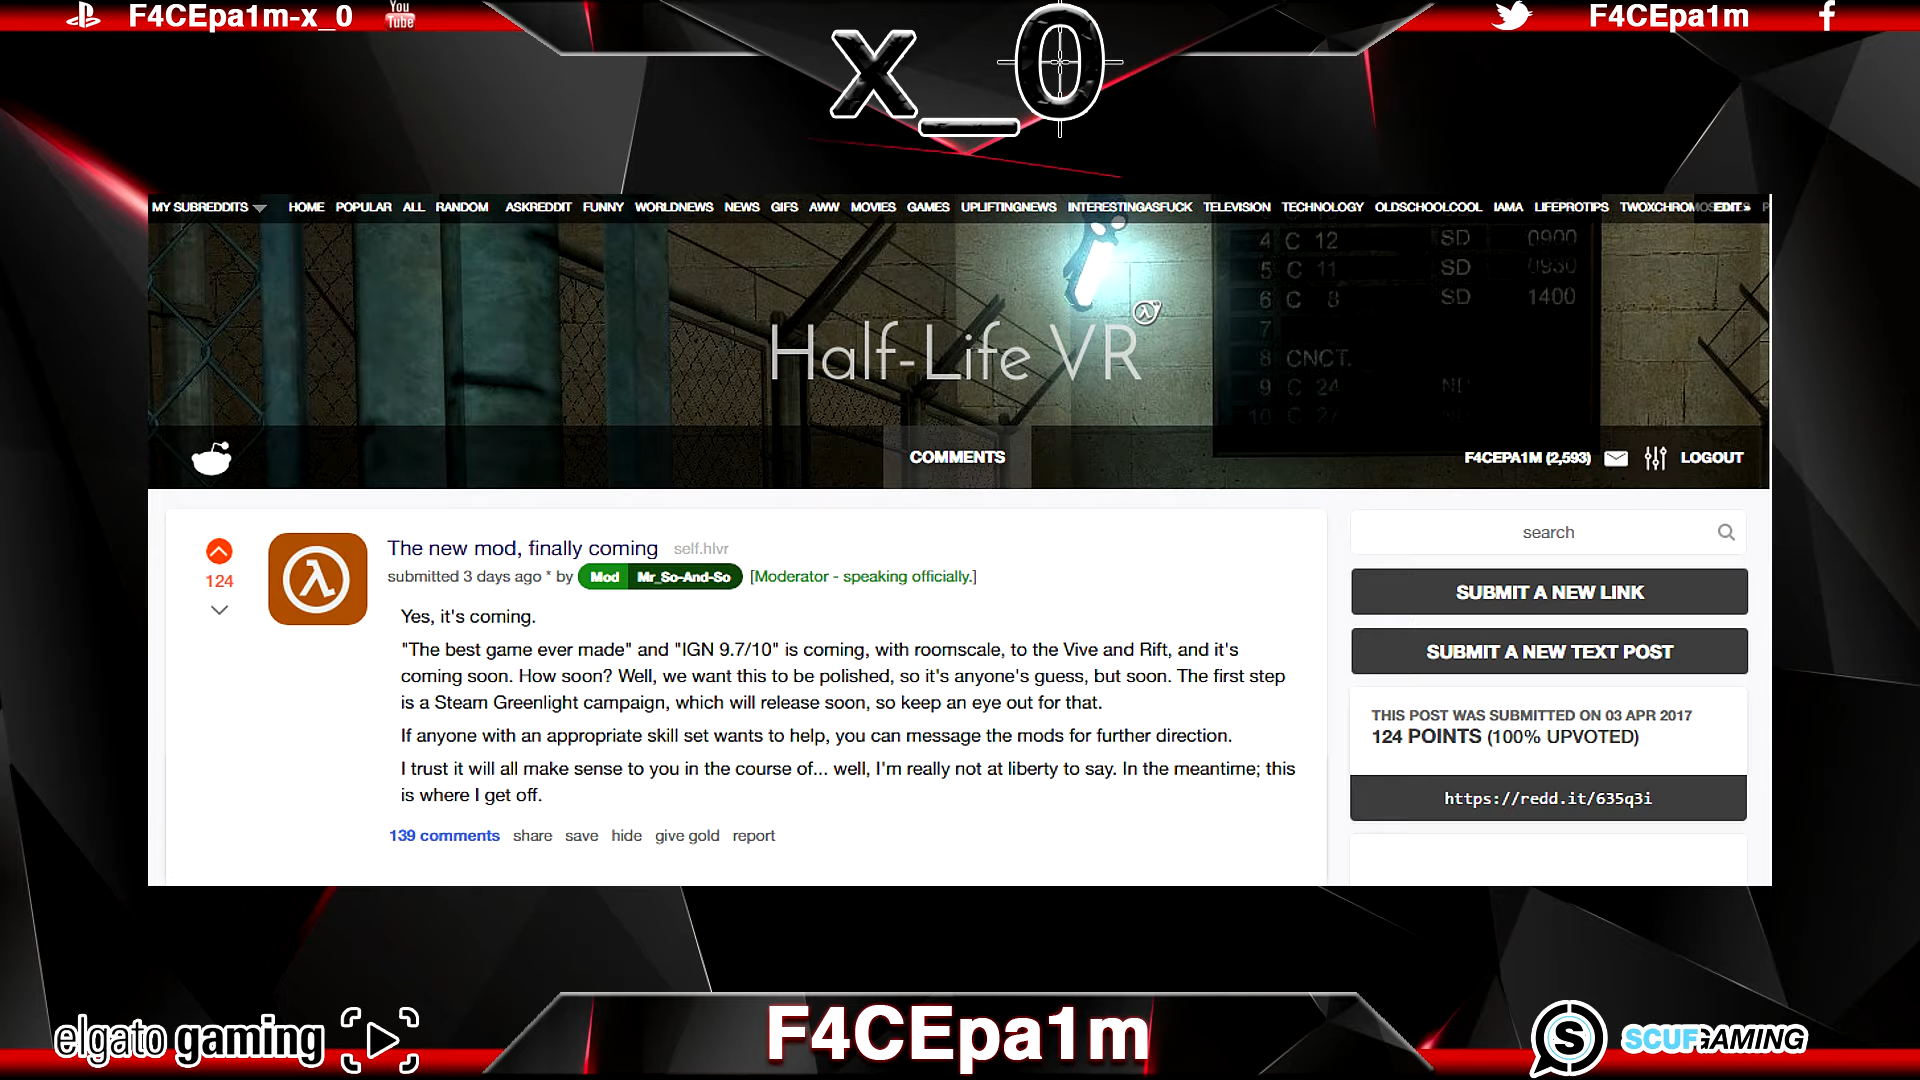 F4CEpa1m-x_0
You
Tube
F4CEpa1m
x_0
MY SUBREDDITS HOME POPULAR ALL RANDOM ASKREDDIT FUNNY WORLDNEWS NEWS GIFS AWW MOVIES GAMES UPLIFTINGNEWS INTERESTINGASFUCK TELEVISION TECHNOLOGY OLDSCHOOLCOOL IAMA LIFEPROTIPS TWOXCHROMOS EDIT »
4 C 12 SD 0900
5 C 11 SD 0930
6 C 8 SD 1400
7
8 CNCT.
9 C 24
10 C
Half-Life VR
COMMENTS
F4CEPA1M (2,593) LOGOUT
124
The new mod, finally coming self.hlvr
submitted 3 days ago * by Mod Mr_So-And-So [Moderator - speaking officially.]
Yes, it's coming.
"The best game ever made" and "IGN 9.7/10" is coming, with roomscale, to the Vive and Rift, and it's
coming soon. How soon? Well, we want this to be polished, so it's anyone's guess, but soon. The first step
is a Steam Greenlight campaign, which will release soon, so keep an eye out for that.
If anyone with an appropriate skill set wants to help, you can message the mods for further direction.
I trust it will all make sense to you in the course of... well, I'm really not at liberty to say. In the meantime; this
is where I get off.
139 comments share save hide give gold report
search
SUBMIT A NEW LINK
SUBMIT A NEW TEXT POST
THIS POST WAS SUBMITTED ON 03 APR 2017
124 POINTS (100% UPVOTED)
https://redd.it/635q3i
elgato gaming
F4CEpa1m
S SCUFGAMING